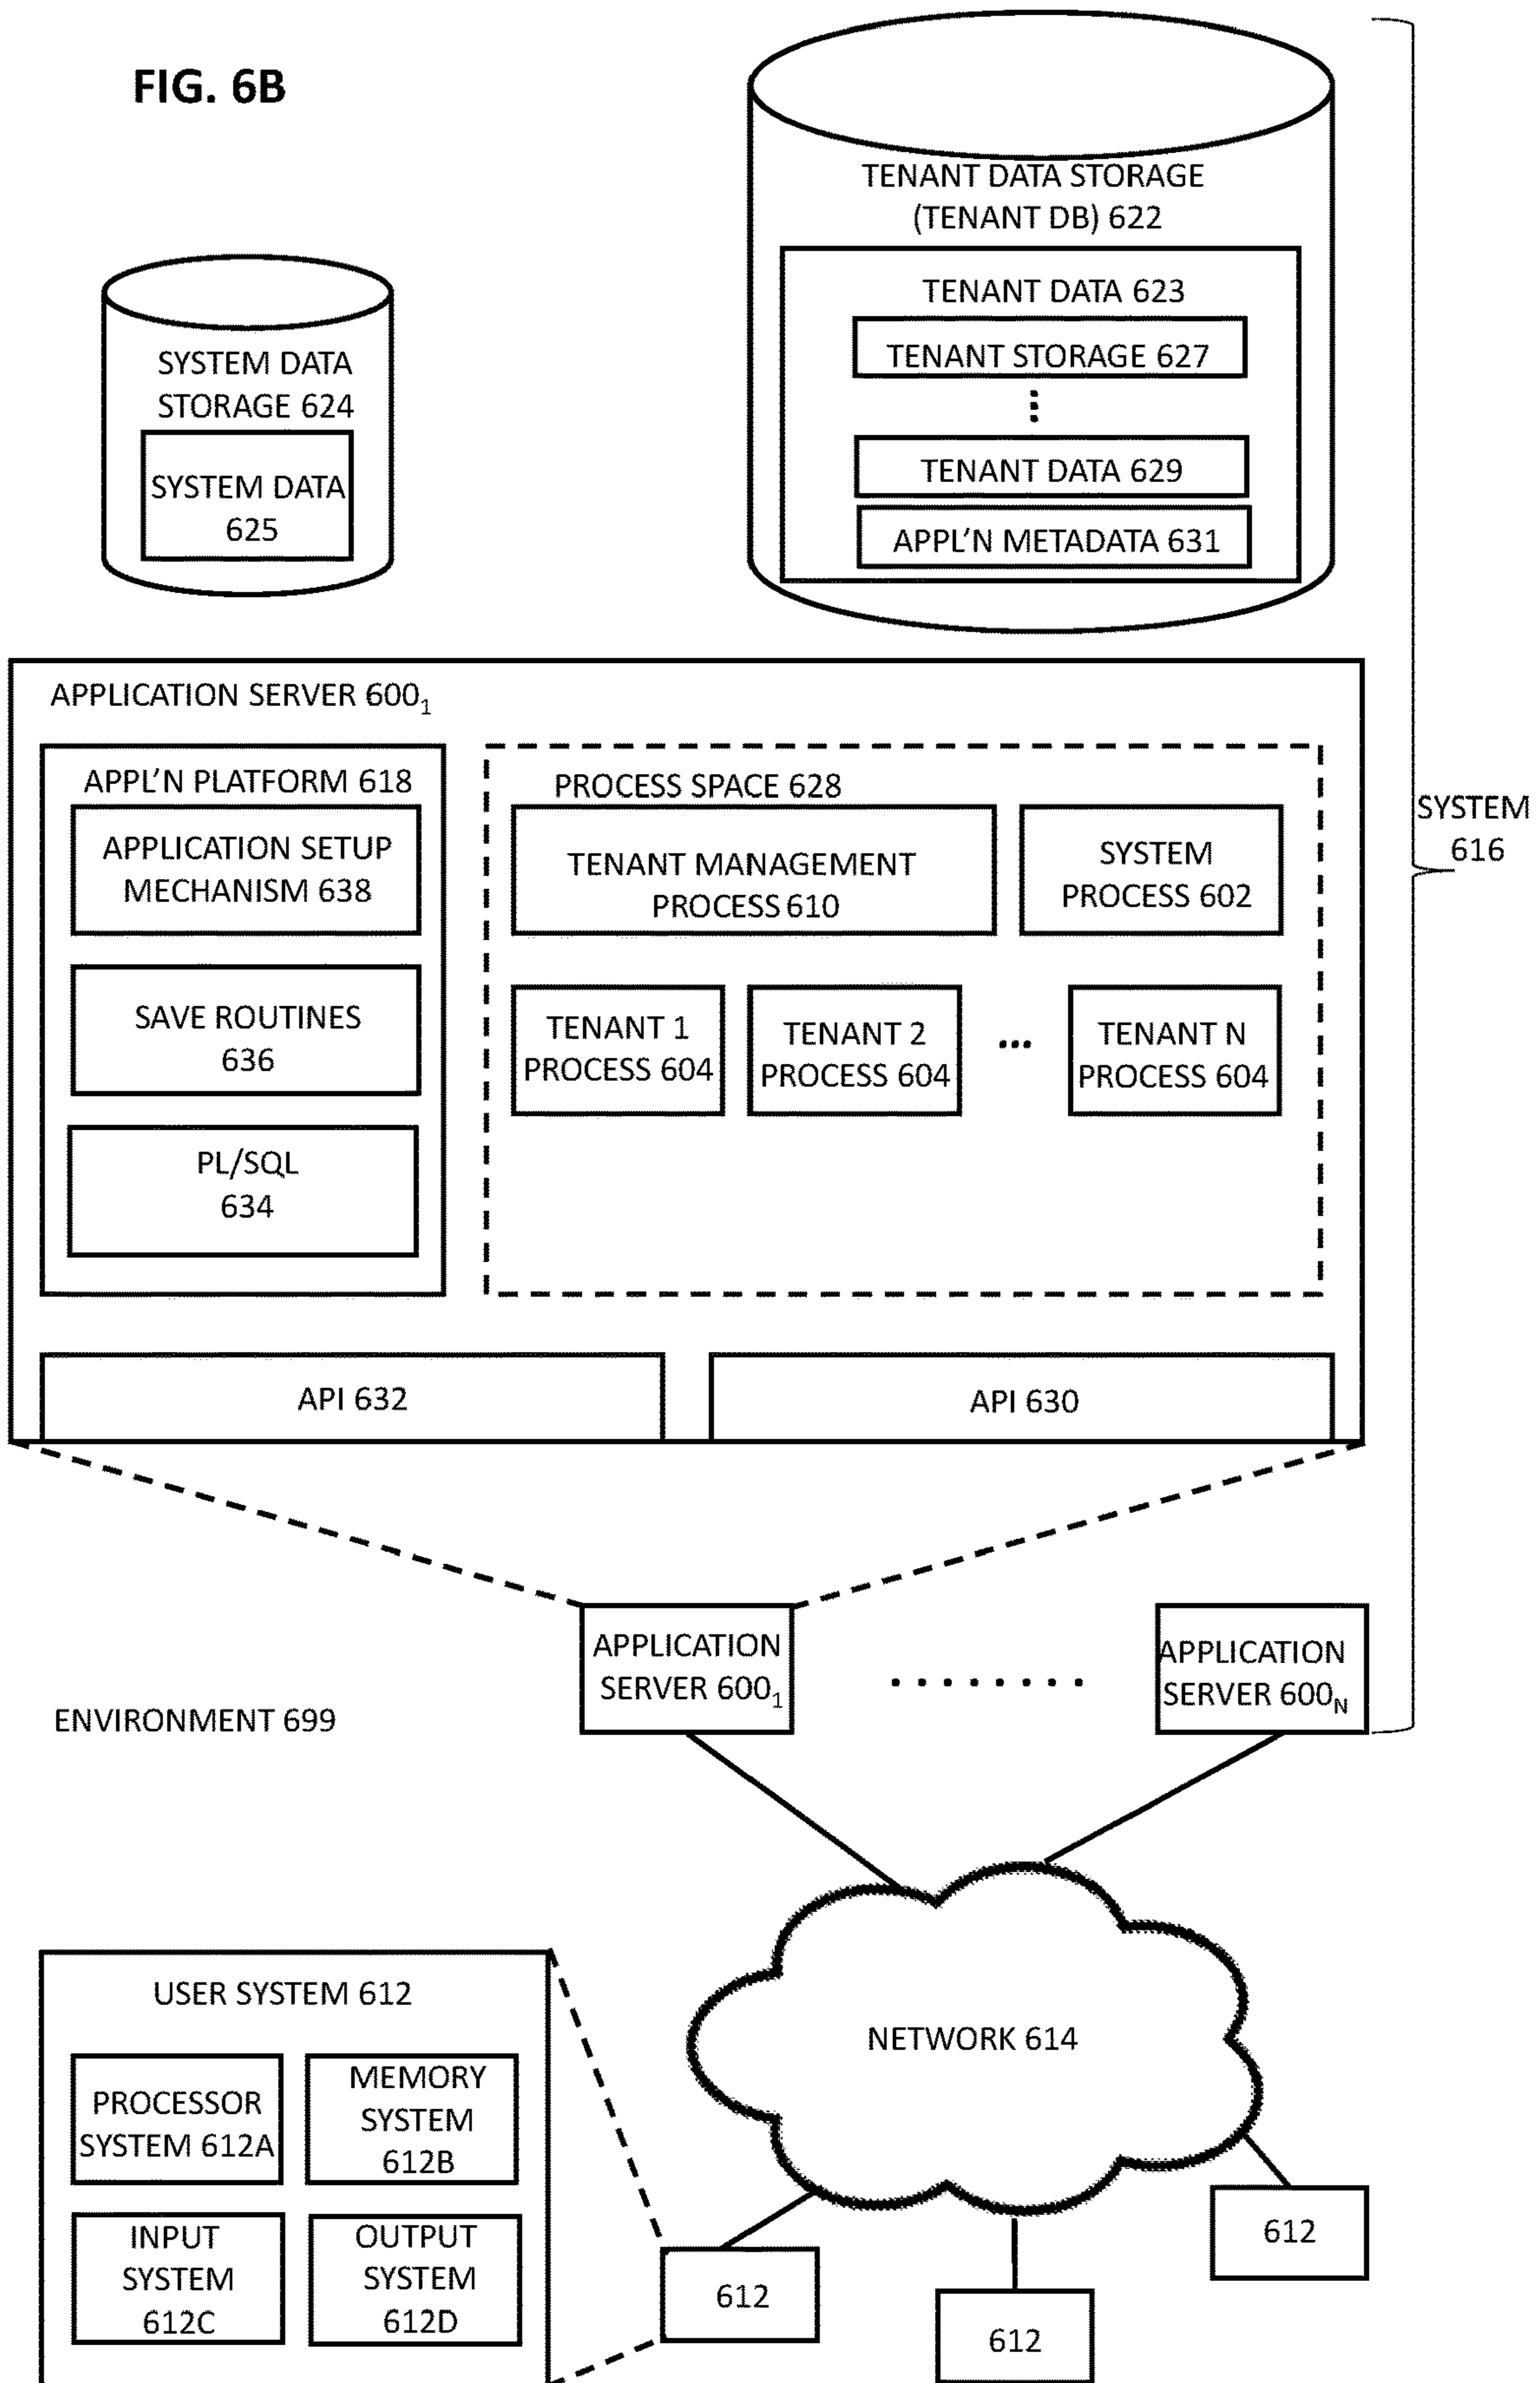 FIG. 6B
TENANT DATA STORAGE
(TENANT DB) 622
TENANT DATA 623
TENANT STORAGE 627
TENANT DATA 629
APPL'N METADATA 631
SYSTEM DATA
STORAGE 624
SYSTEM DATA
625
SYSTEM
616
APPLICATION SERVER 600₁
APPL'N PLATFORM 618
APPLICATION SETUP
MECHANISM 638
SAVE ROUTINES
636
PL/SQL
634
PROCESS SPACE 628
TENANT MANAGEMENT
PROCESS 610
SYSTEM
PROCESS 602
TENANT 1
PROCESS 604
TENANT 2
PROCESS 604
...
TENANT N
PROCESS 604
API 632
API 630
APPLICATION
SERVER 600₁
........
APPLICATION
SERVER 600N
ENVIRONMENT 699
NETWORK 614
USER SYSTEM 612
PROCESSOR
SYSTEM 612A
MEMORY
SYSTEM
612B
INPUT
SYSTEM
612C
OUTPUT
SYSTEM
612D
612
612
612